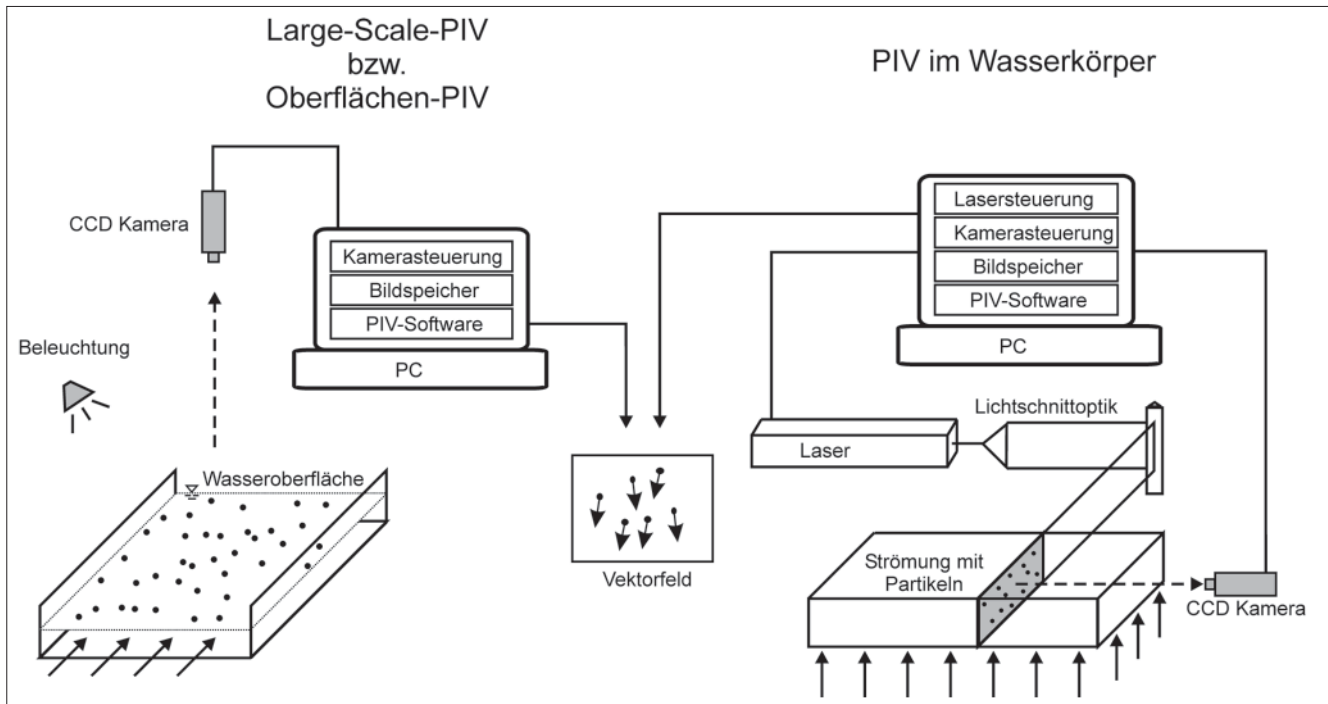 Large-Scale-PIV
bzw.
Oberflächen-PIV
CCD Kamera
Kamerasteuerung
Bildspeicher
PIV-Software
PC
Beleuchtung
Wasseroberfläche
Vektorfeld
PIV im Wasserkörper
Lasersteuerung
Kamerasteuerung
Bildspeicher
PIV-Software
PC
Lichtschnittoptik
Laser
Strömung mit
Partikeln
CCD Kamera